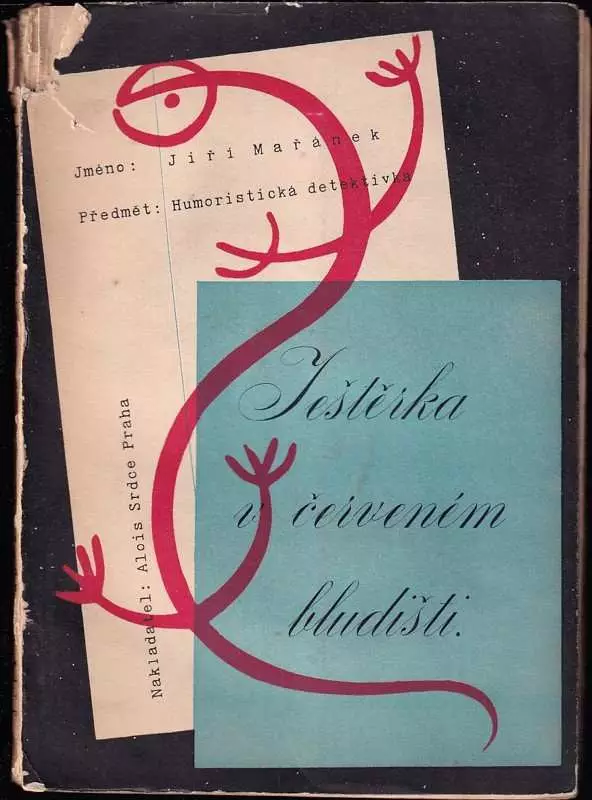 Jméno: Jiří Mařánek
Předmět: Humoristická detektivka
Ještěrka
v červeném
bludišti.
Nakladatel: Alois Srdce Praha